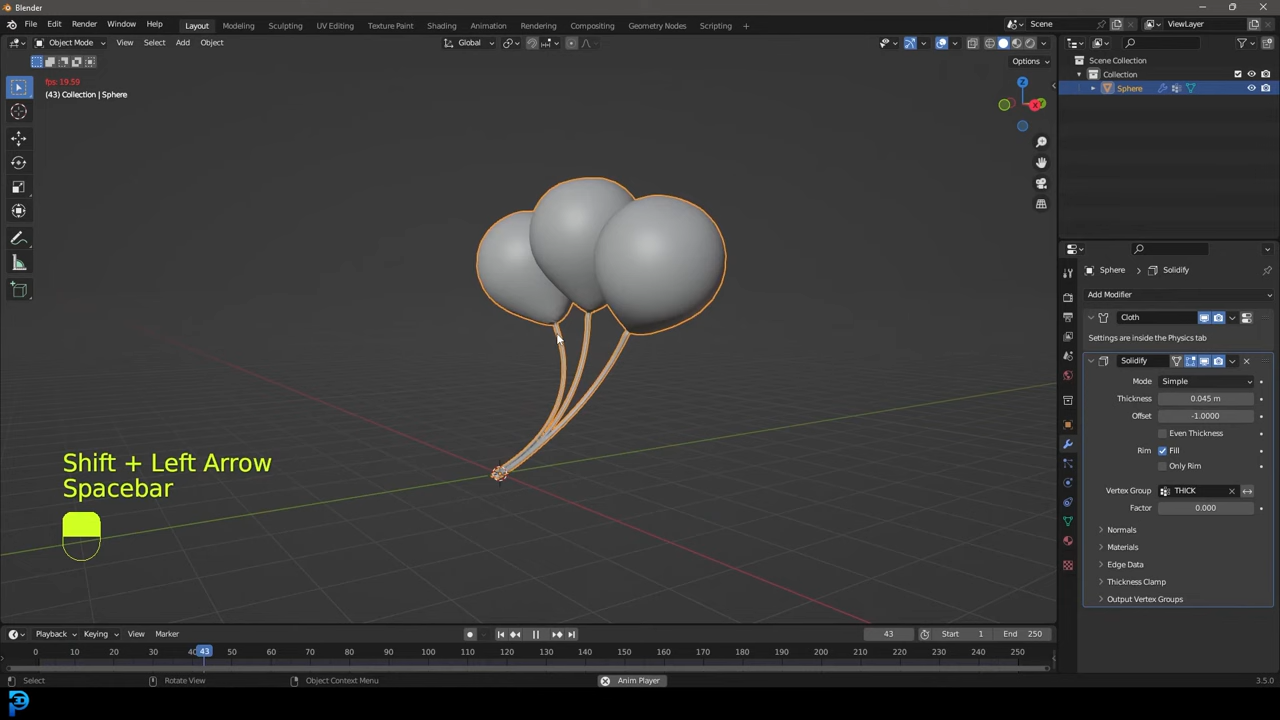 Blender
File Edit Render Window Help Layout Modeling Sculpting UV Editing Texture Paint Shading Animation Rendering Compositing Geometry Nodes Scripting Scene ViewLayer
Object Mode View Select Add Object Global
Options
fps: 19.59
(43) Collection | Sphere
Z
X
Y
Scene Collection
Collection
Sphere
Sphere > Solidify
Add Modifier
Cloth
Settings are inside the Physics tab
Solidify
Mode Simple
Thickness 0.045 m
Offset -1.0000
Even Thickness
Rim Fill
Only Rim
Vertex Group THICK
Factor 0.000
Normals
Materials
Edge Data
Thickness Clamp
Output Vertex Groups
Shift + Left Arrow
Spacebar
Playback Keying View Marker 43 Start 1 End 250
0 10 20 30 40 43 50 60 70 80 90 100 110 120 130 140 150 160 170 180 190 200 210 220 230 240 250
Select Rotate View Object Context Menu Anim Player 3.5.0